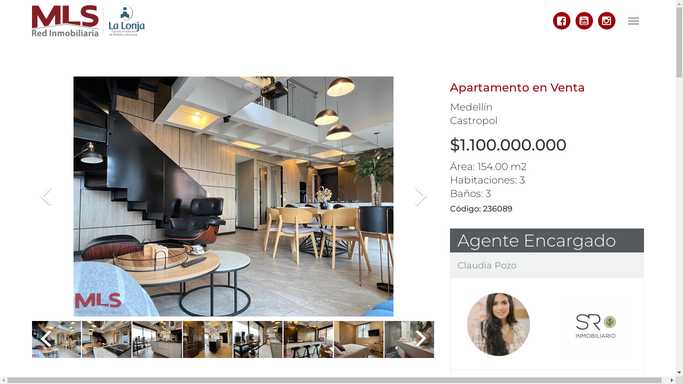 MLS
Red Inmobiliaria
La Lonja
Apartamento en Venta
Medellín
Castropol
$1.100.000.000
Área: 154.00 m2
Habitaciones: 3
Baños: 3
Código: 236089
Agente Encargado
Claudia Pozo
MLS
SR
INMOBILIARIO